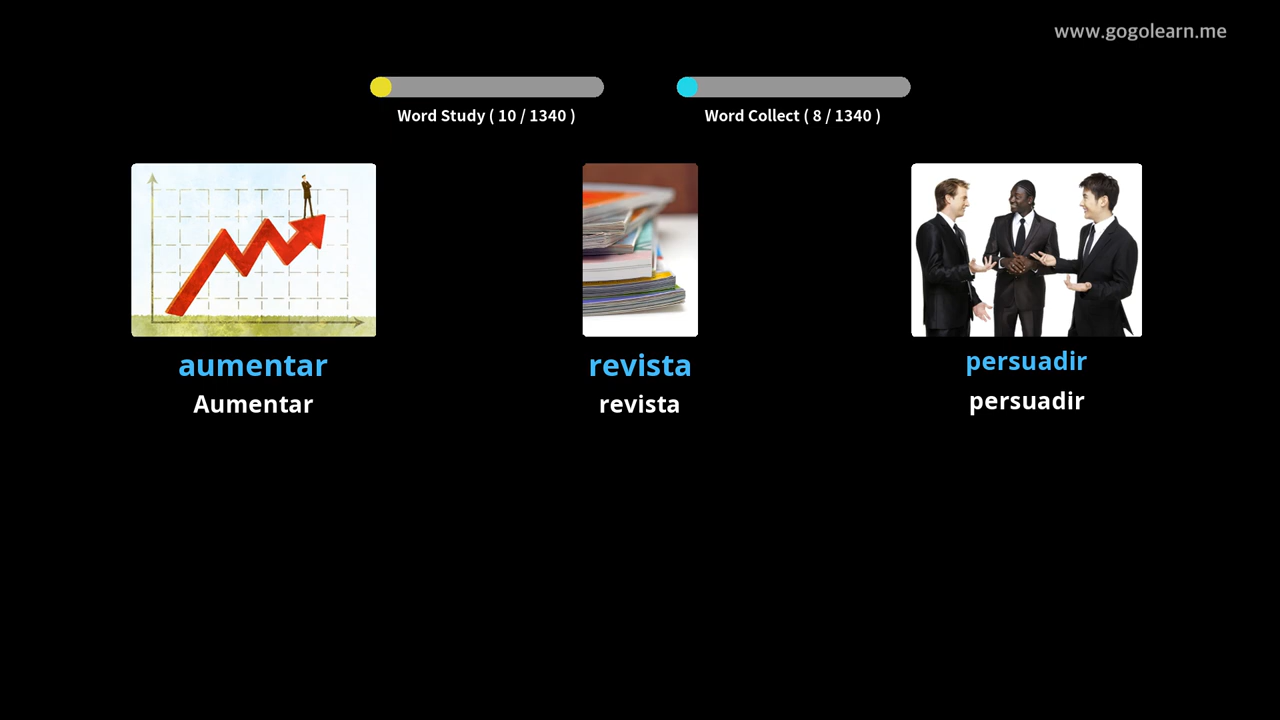 www.gogolearn.me
Word Study ( 10 / 1340 )
Word Collect ( 8 / 1340 )
aumentar
Aumentar
revista
revista
persuadir
persuadir